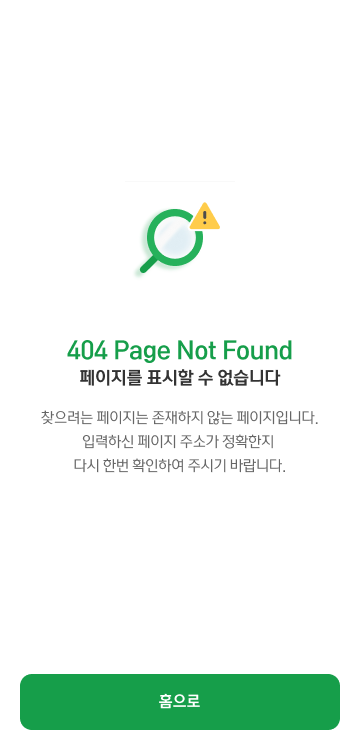 404 Page Not Found
페이지를 표시할 수 없습니다
찾으려는 페이지는 존재하지 않는 페이지입니다.
입력하신 페이지 주소가 정확한지
다시 한번 확인하여 주시기 바랍니다.
홈으로